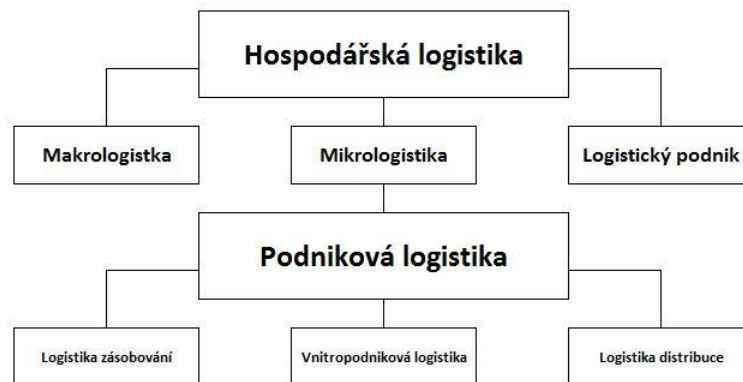 Hospodářská logistika
Makrologistka
Mikrologistika
Logistický podnik
Podniková logistika
Logistika zásobování
Vnitropodniková logistika
Logistika distribuce